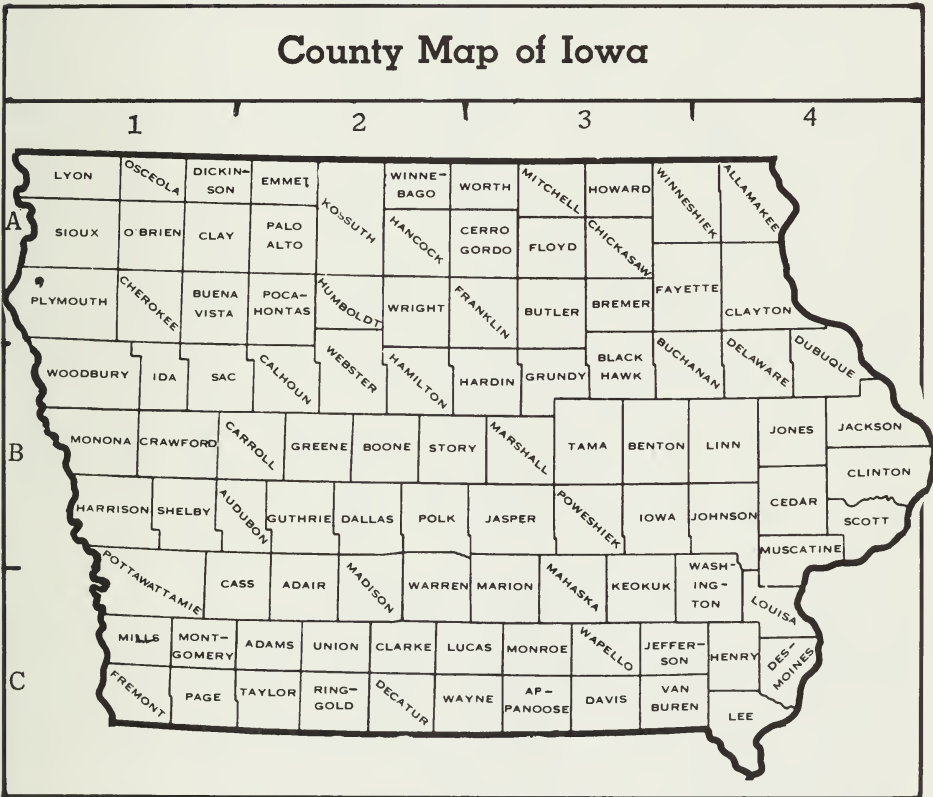 County Map of Iowa
1 2 3 4
A
B
C
LYON
OSCEOLA
DICKIN-
SON
EMMET
KOSSUTH
WINNE-
BAGO
WORTH
MITCHELL
HOWARD
WINNESHIEK
ALLAMAKEE
SIOUX
O'BRIEN
CLAY
PALO
ALTO
HANCOCK
CERRO
GORDO
FLOYD
CHICKASAW
PLYMOUTH
CHEROKEE
BUENA
VISTA
POCA-
HONTAS
HUMBOLDT
WRIGHT
FRANKLIN
BUTLER
BREMER
FAYETTE
CLAYTON
WOODBURY
IDA
SAC
CALHOUN
WEBSTER
HAMILTON
HARDIN
GRUNDY
BLACK
HAWK
BUCHANAN
DELAWARE
DUBUQUE
MONONA
CRAWFORD
CARROLL
GREENE
BOONE
STORY
MARSHALL
TAMA
BENTON
LINN
JONES
JACKSON
CLINTON
HARRISON
SHELBY
AUDUBON
GUTHRIE
DALLAS
POLK
JASPER
POWESHIEK
IOWA
JOHNSON
CEDAR
SCOTT
MUSCATINE
POTTAWATTAMIE
CASS
ADAIR
MADISON
WARREN
MARION
MAHASKA
KEOKUK
WASH-
ING-
TON
LOUISA
MILLS
MONT-
GOMERY
ADAMS
UNION
CLARKE
LUCAS
MONROE
WAPELLO
JEFFER-
SON
HENRY
DES-
MOINES
FREMONT
PAGE
TAYLOR
RING-
GOLD
DECATUR
WAYNE
AP-
PANOOSE
DAVIS
VAN
BUREN
LEE